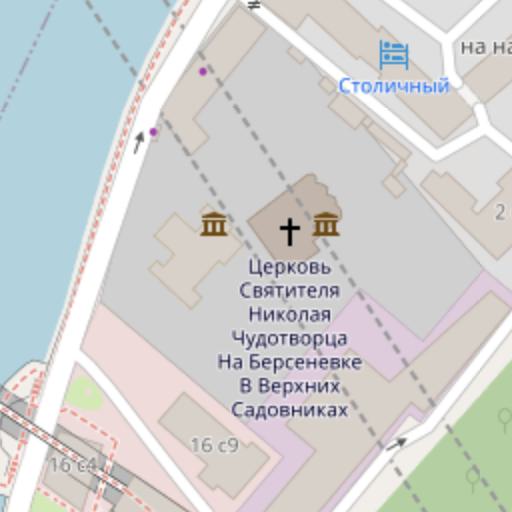 на на
Столичный
2
Церковь
Святителя
Николая
Чудотворца
На Берсеневке
В Верхних
Садовниках
16 с9
16 с4